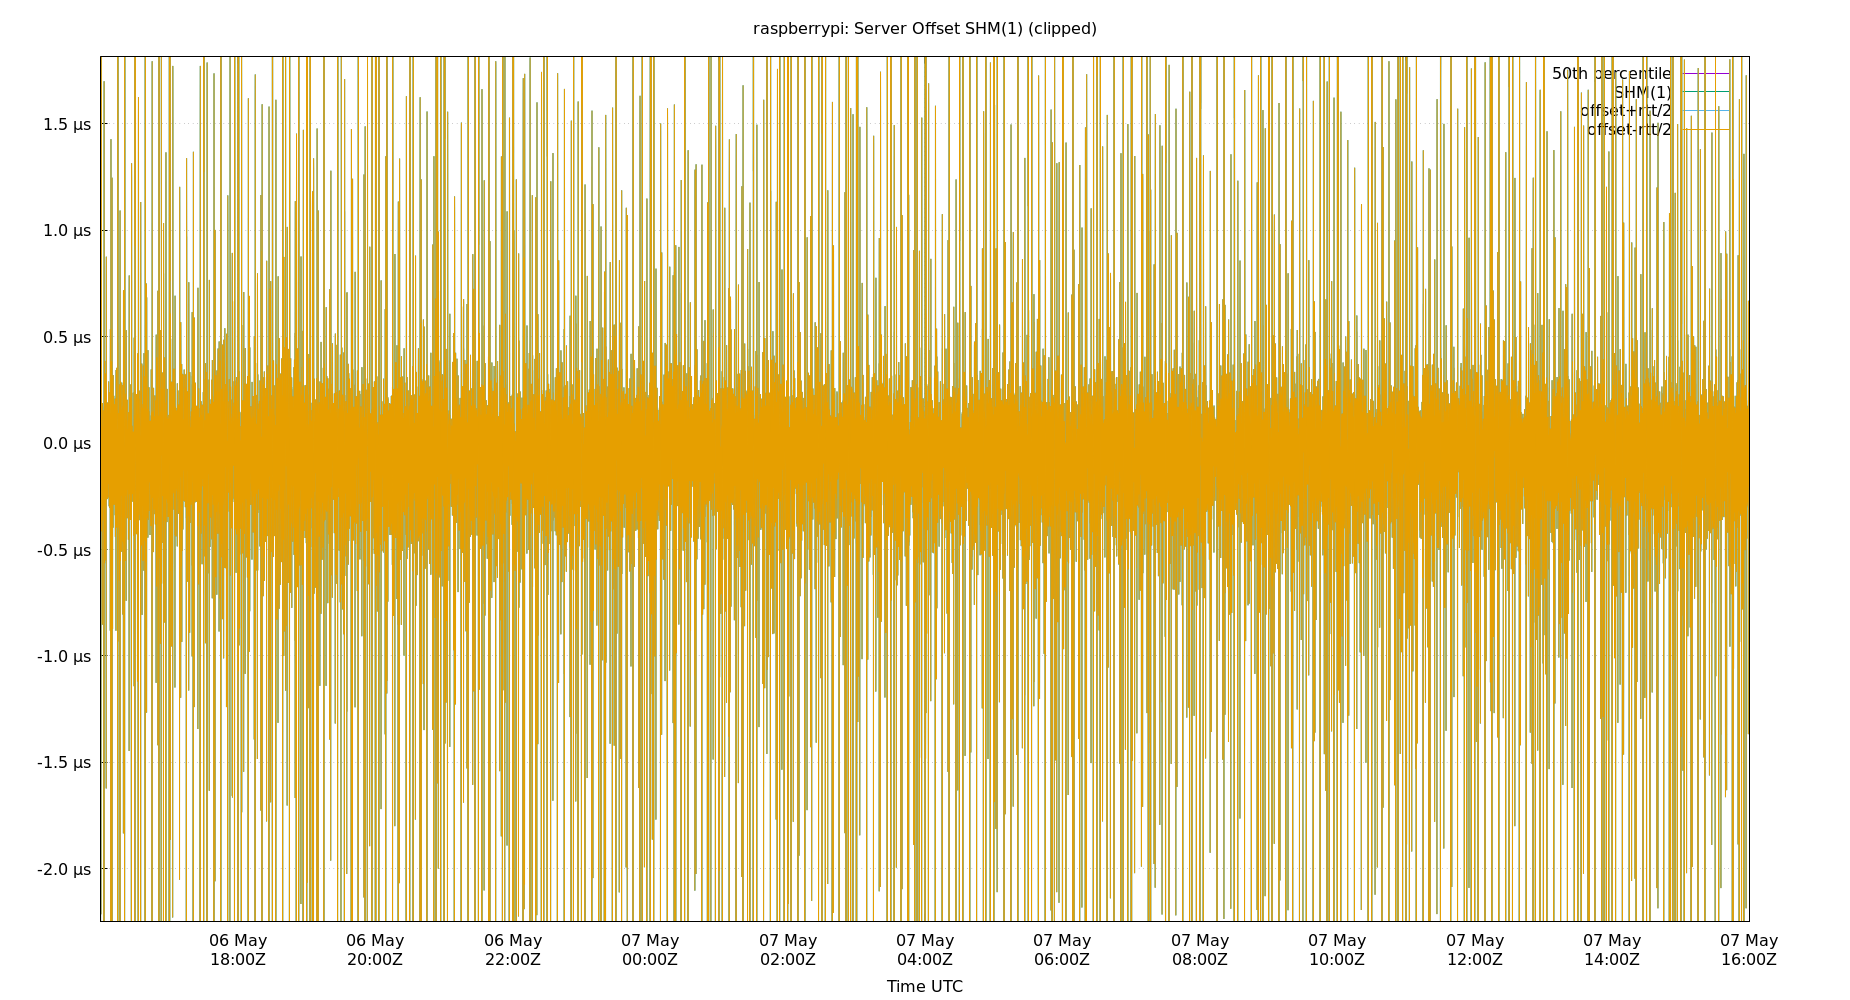 raspberrypi: Server Offset SHM(1) (clipped)
50th percentile
SHM(1)
offset+rtt/2
offset-rtt/2
1.5 µs
1.0 µs
0.5 µs
0.0 µs
-0.5 µs
-1.0 µs
-1.5 µs
-2.0 µs
06 May 06 May 06 May 07 May 07 May 07 May 07 May 07 May 07 May 07 May 07 May 07 May
18:00Z 20:00Z 22:00Z 00:00Z 02:00Z 04:00Z 06:00Z 08:00Z 10:00Z 12:00Z 14:00Z 16:00Z
Time UTC